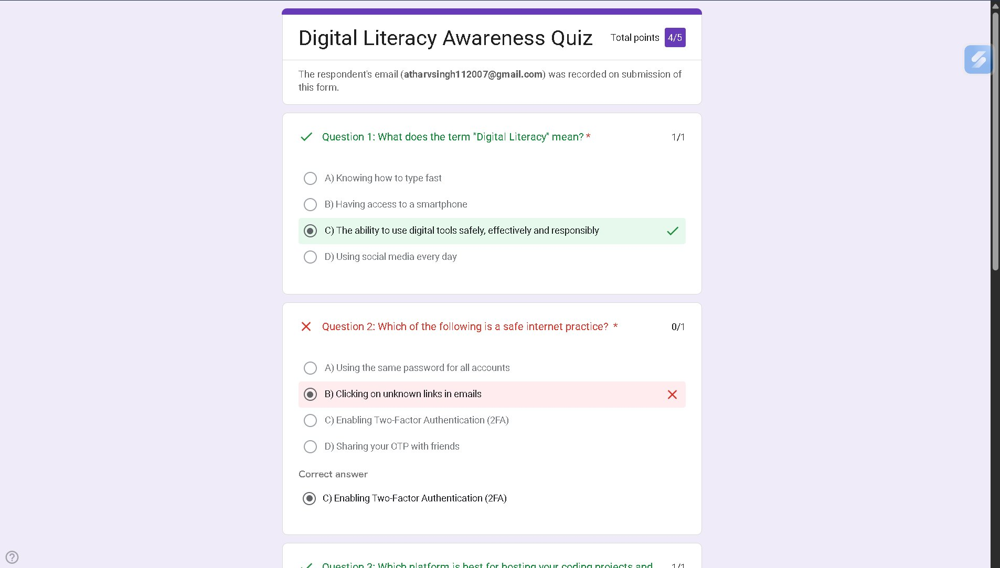 Digital Literacy Awareness Quiz
Total points 4/5
The respondent's email (atharvsingh112007@gmail.com) was recorded on submission of
this form.
Question 1: What does the term "Digital Literacy" mean? *
1/1
A) Knowing how to type fast
B) Having access to a smartphone
C) The ability to use digital tools safely, effectively and responsibly
D) Using social media every day
Question 2: Which of the following is a safe internet practice? *
0/1
A) Using the same password for all accounts
B) Clicking on unknown links in emails
C) Enabling Two-Factor Authentication (2FA)
D) Sharing your OTP with friends
Correct answer
C) Enabling Two-Factor Authentication (2FA)
Question 3: Which platform is best for hosting your coding projects and
1/1